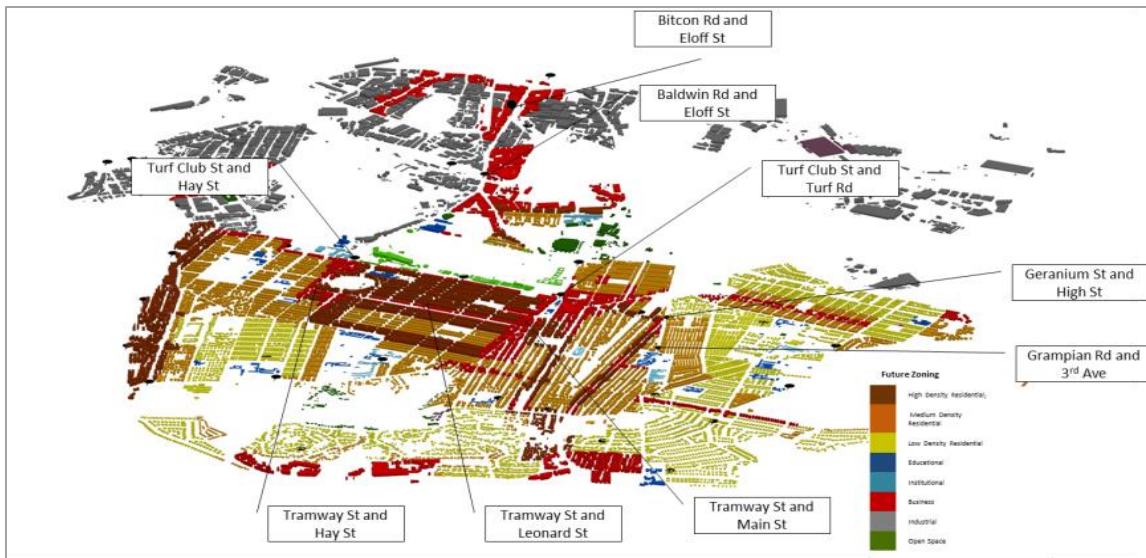 Bitcon Rd and
Eloff St
Baldwin Rd and
Eloff St
Turf Club St and
Hay St
Turf Club St and
Turf Rd
Geranium St and
High St
Grampian Rd and
3rd Ave
Future Zoning
High Density Residential;
Medium Density
Residential
Low Density Residential
Educational
Institutional
Business
Industrial
Open Space
Tramway St and
Hay St
Tramway St and
Leonard St
Tramway St and
Main St